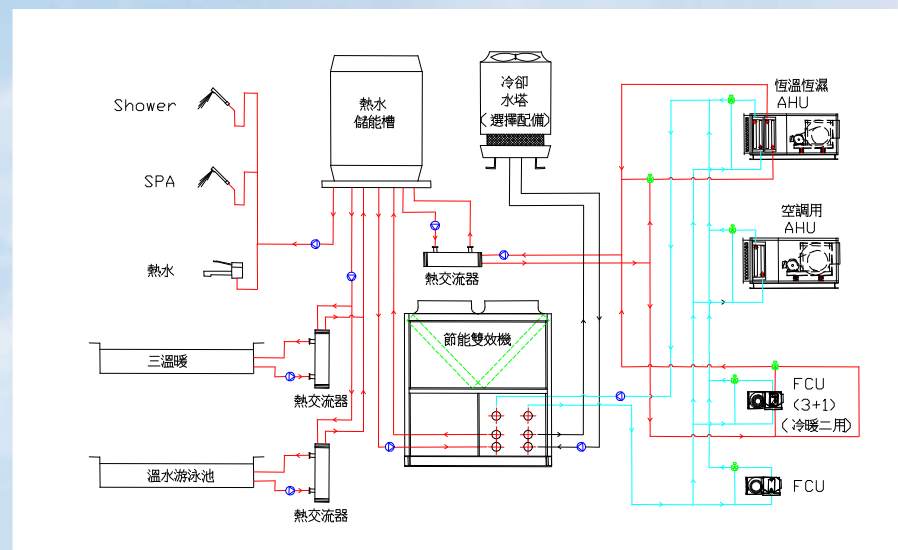 Shower
SPA
熱水
熱水
儲能槽
冷卻
水塔
(選擇配備)
恆溫恆濕
AHU
空調用
AHU
熱交流器
節能雙效機
三溫暖
熱交流器
溫水游泳池
熱交流器
FCU
(3+1)
(冷暖二用)
FCU